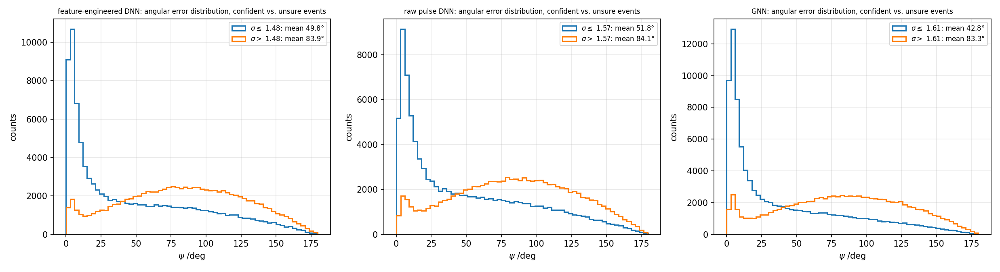 feature-engineered DNN: angular error distribution, confident vs. unsure events
σ ≤ 1.48: mean 49.8°
σ > 1.48: mean 83.9°
10000
8000
6000
4000
2000
0
counts
0 25 50 75 100 125 150 175
ψ /deg
raw pulse DNN: angular error distribution, confident vs. unsure events
σ ≤ 1.57: mean 51.8°
σ > 1.57: mean 84.1°
8000
6000
4000
2000
0
counts
0 25 50 75 100 125 150 175
ψ /deg
GNN: angular error distribution, confident vs. unsure events
σ ≤ 1.61: mean 42.8°
σ > 1.61: mean 83.3°
12000
10000
8000
6000
4000
2000
0
counts
0 25 50 75 100 125 150 175
ψ /deg